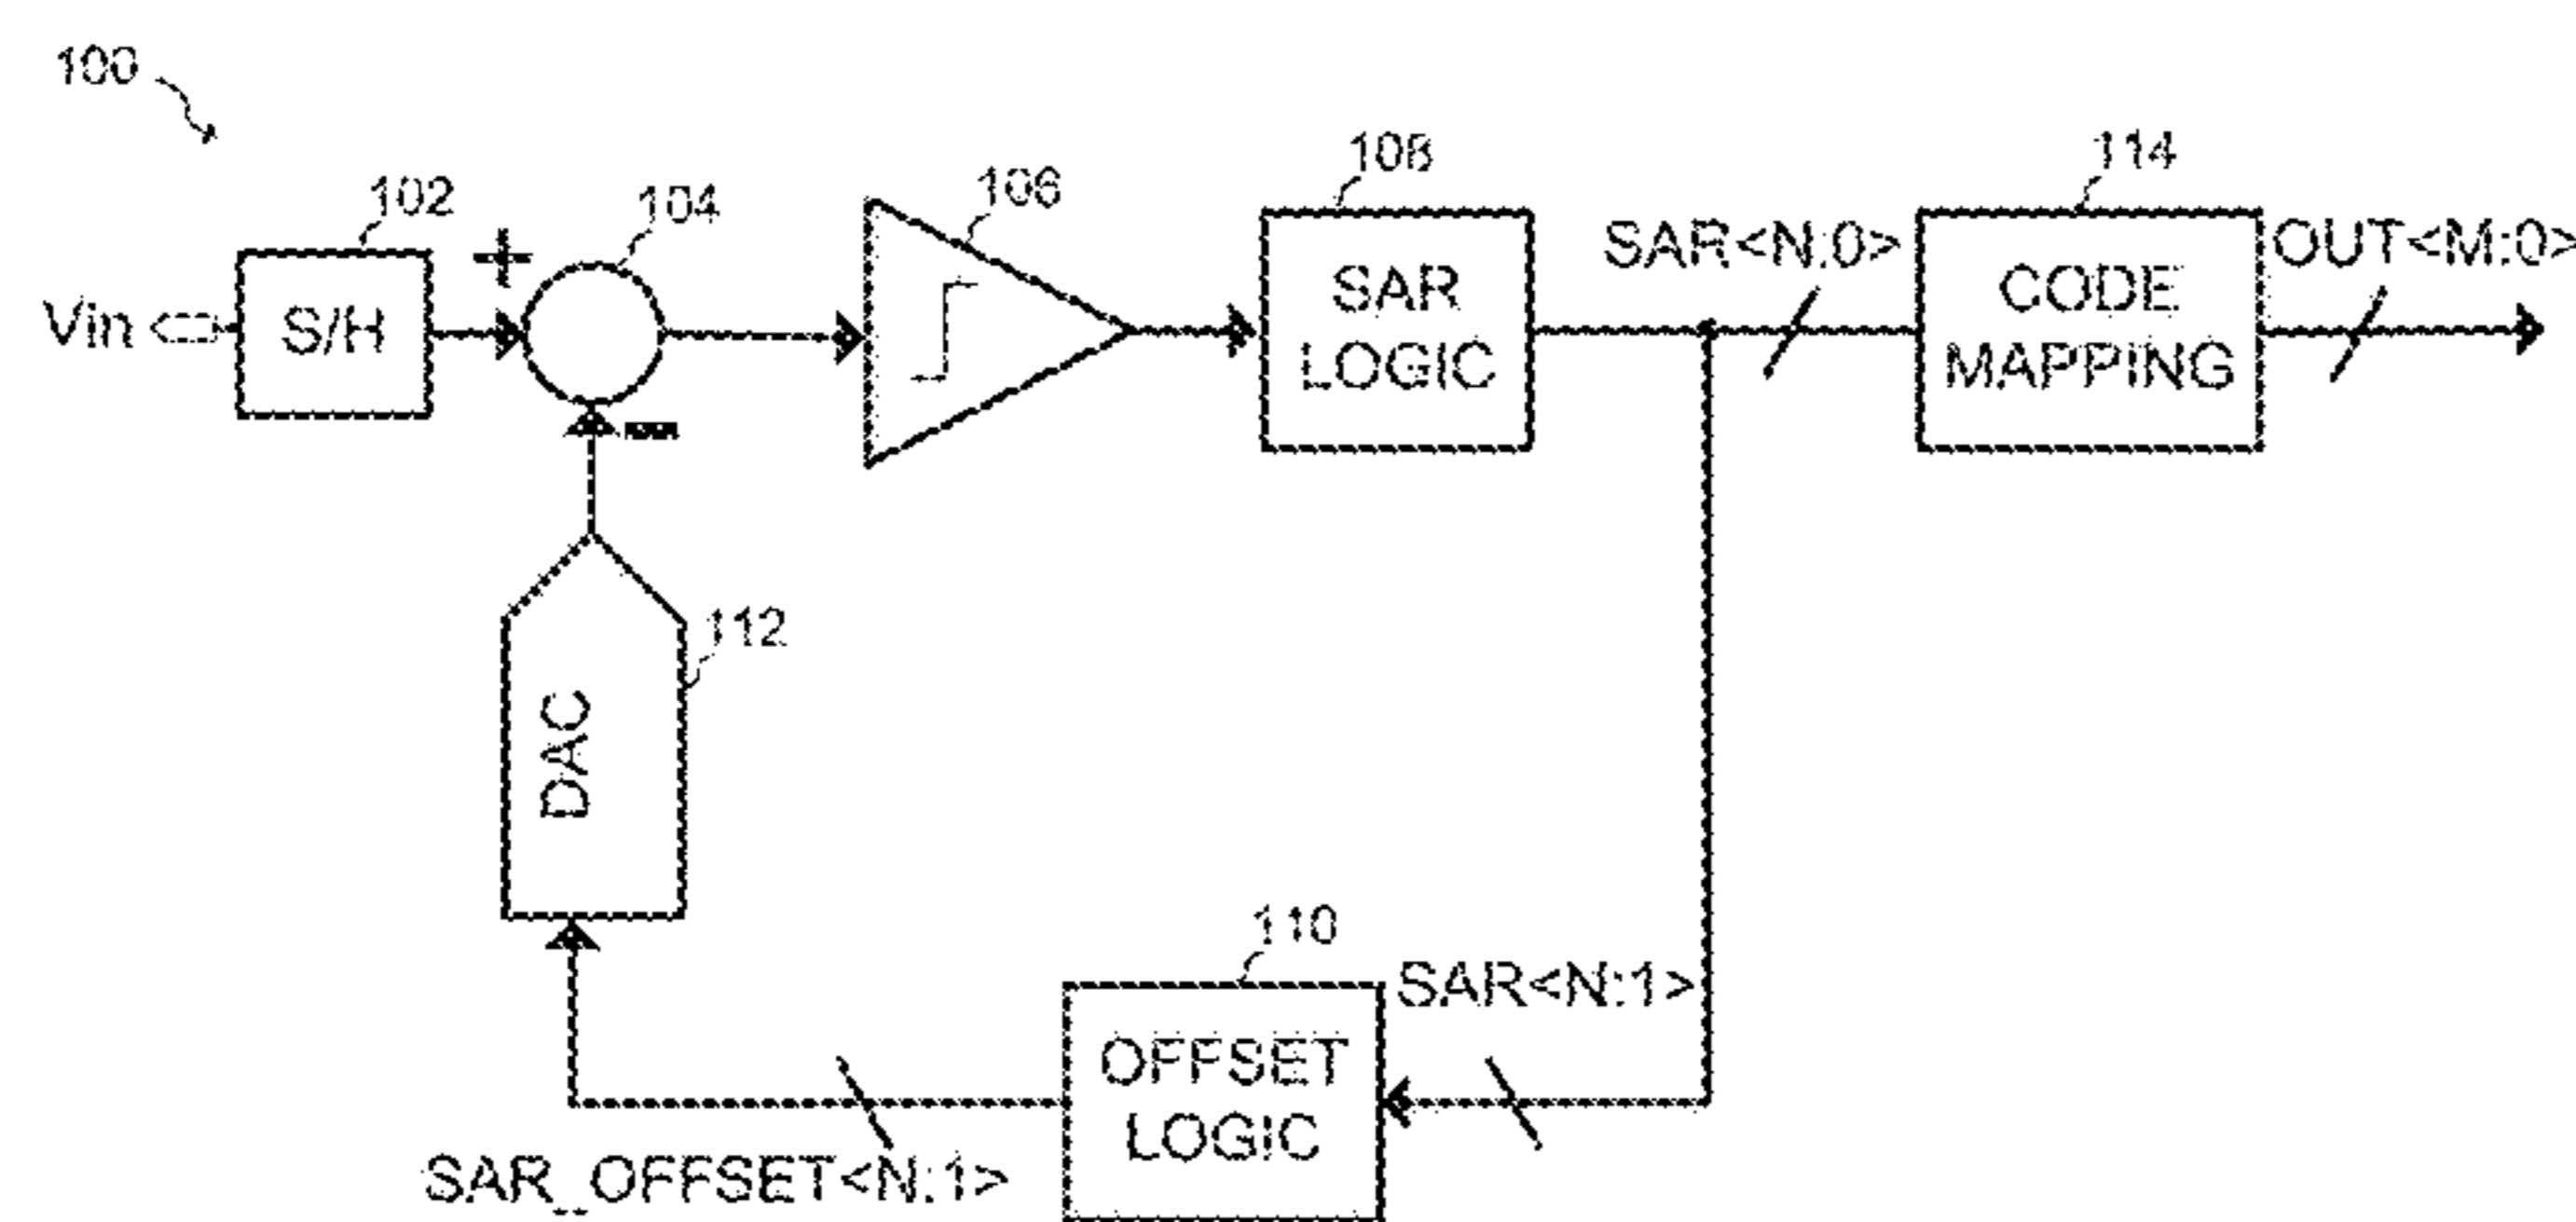 100
102
104
106
108
114
Vin
S/H
+
SAR
LOGIC
SAR<N:0>
CODE
MAPPING
OUT<M:0>
112
DAC
110
OFFSET
LOGIC
SAR<N:1>
SAR_OFFSET<N:1>